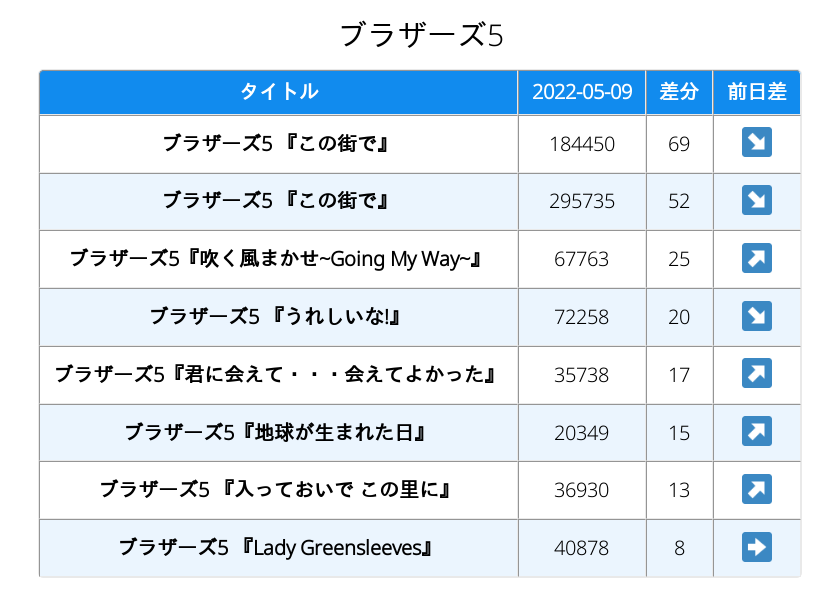 ブラザーズ5
タイトル 2022-05-09 差分 前日差
ブラザーズ5 『この街で』 184450 69 ↘
ブラザーズ5 『この街で』 295735 52 ↘
ブラザーズ5『吹く風まかせ~Going My Way~』 67763 25 ↗
ブラザーズ5 『うれしいな!』 72258 20 ↘
ブラザーズ5『君に会えて・・・会えてよかった』 35738 17 ↗
ブラザーズ5『地球が生まれた日』 20349 15 ↗
ブラザーズ5 『入っておいで この里に』 36930 13 ↗
ブラザーズ5 『Lady Greensleeves』 40878 8 ➡